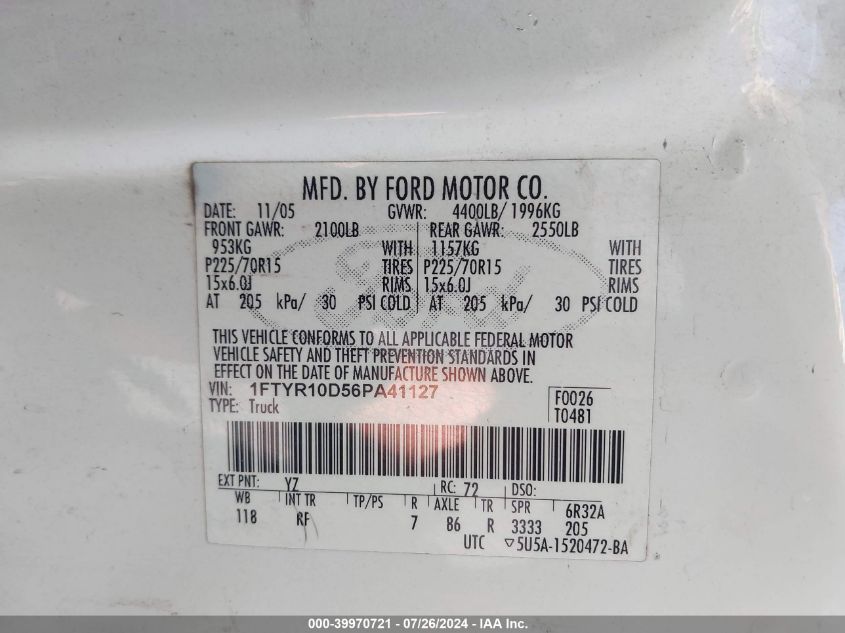 MFD. BY FORD MOTOR CO.
DATE: 11/05 GVWR: 4400LB/ 1996KG
FRONT GAWR: 2100LB REAR GAWR: 2550LB
953KG WITH 1157KG WITH
P225/70R15 TIRES P225/70R15 TIRES
15x6.0J RIMS 15x6.0J RIMS
AT 205 kPa/ 30 PSI COLD AT 205 kPa/ 30 PSI COLD
THIS VEHICLE CONFORMS TO ALL APPLICABLE FEDERAL MOTOR
VEHICLE SAFETY AND THEFT PREVENTION STANDARDS IN
EFFECT ON THE DATE OF MANUFACTURE SHOWN ABOVE.
VIN: 1FTYR10D56PA41127 F0026
TYPE: Truck T0481
EXT PNT: YZ RC: 72 DSO:
WB INT TR TP/PS R AXLE TR SPR 6R32A
118 RF 7 86 R 3333 205
UTC ▽5U5A-1520472-BA
000-39970721 / 07/26/2024 - IAA Inc.